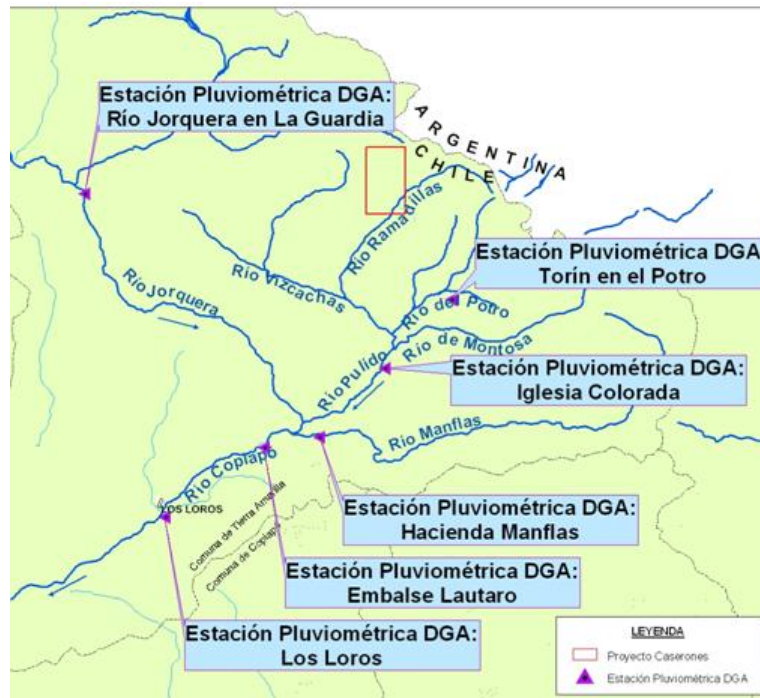 Estación Pluviométrica DGA:
Río Jorquera en La Guardia
ARGENTINA
CHILE
Río Ramadillas
Estación Pluviométrica DGA
Torín en el Potro
Río Vizcachas
Río Jorquera
Río del Potro
Río de Montosa
Río Pulido
Estación Pluviométrica DGA:
Iglesia Colorada
Río Manflas
Río Copiapo
LOS LOROS
Comuna de Tierra Amarilla
Comuna de Copiapo
Estación Pluviométrica DGA:
Hacienda Manflas
Estación Pluviométrica DGA:
Embalse Lautaro
Estación Pluviométrica DGA:
Los Loros
LEYENDA
Proyecto Caserones
Estación Pluviométrica DGA